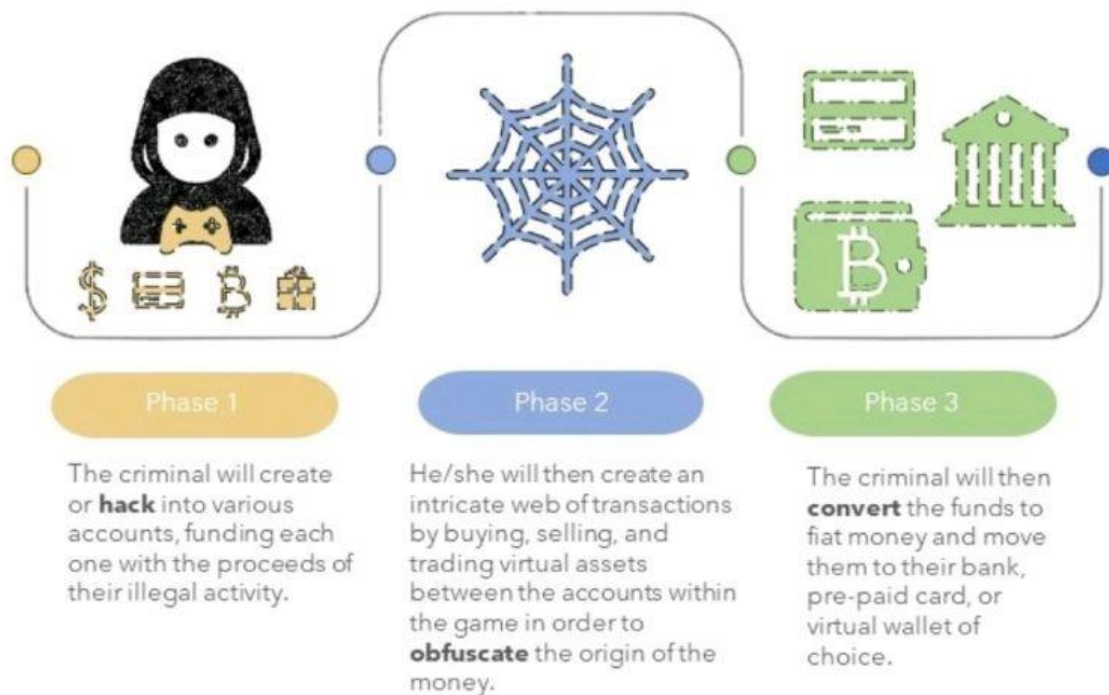 Phase 1
The criminal will create
or hack into various
accounts, funding each
one with the proceeds of
their illegal activity.
Phase 2
He/she will then create an
intricate web of transactions
by buying, selling, and
trading virtual assets
between the accounts within
the game in order to
obfuscate the origin of the
money.
Phase 3
The criminal will then
convert the funds to
fiat money and move
them to their bank,
pre-paid card, or
virtual wallet of
choice.